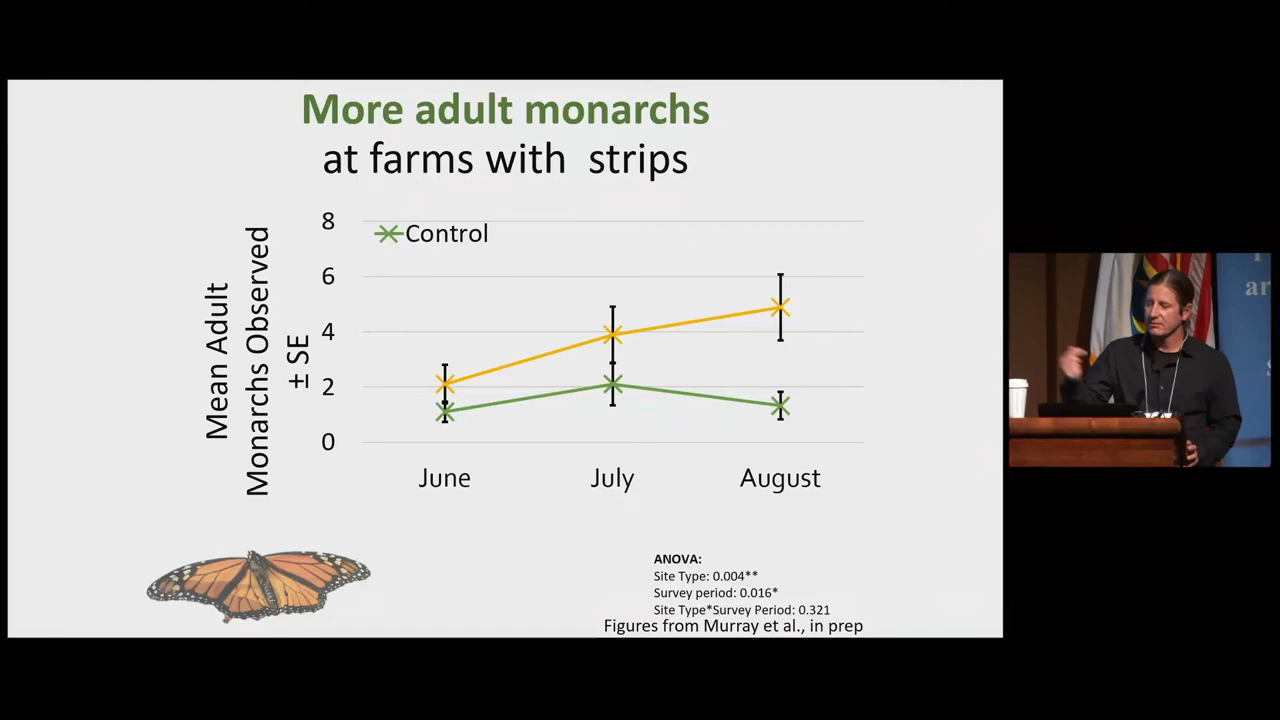 More adult monarchs
at farms with strips
Mean Adult
Monarchs Observed
± SE
8
6
4
2
0
Control
June
July
August
ANOVA:
Site Type: 0.004**
Survey period: 0.016*
Site Type*Survey Period: 0.321
Figures from Murray et al., in prep
ar